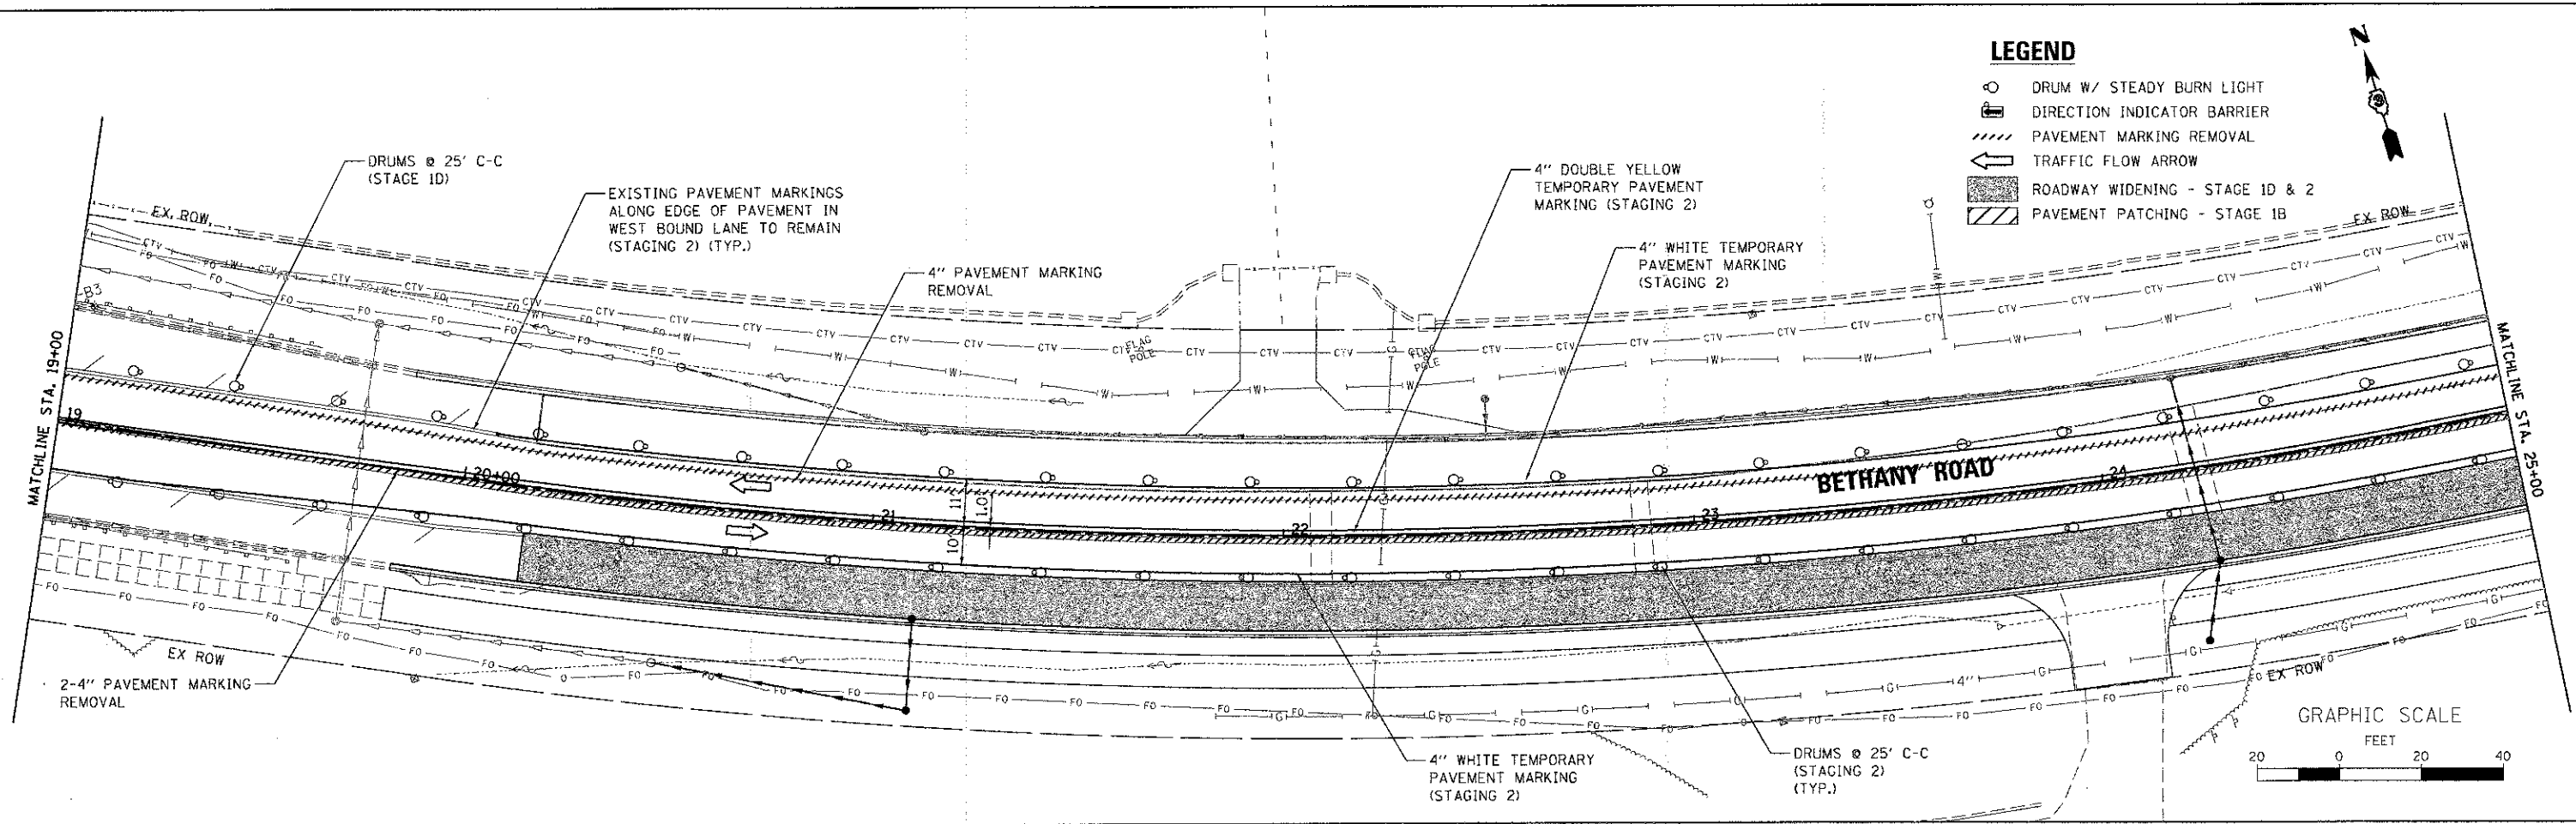 LEGEND
N
DRUM W/ STEADY BURN LIGHT
DIRECTION INDICATOR BARRIER
PAVEMENT MARKING REMOVAL
TRAFFIC FLOW ARROW
ROADWAY WIDENING - STAGE 1D & 2
PAVEMENT PATCHING - STAGE 1B
DRUMS @ 25' C-C
(STAGE 1D)
EXISTING PAVEMENT MARKINGS
ALONG EDGE OF PAVEMENT IN
WEST BOUND LANE TO REMAIN
(STAGING 2) (TYP.)
4" PAVEMENT MARKING
REMOVAL
4" DOUBLE YELLOW
TEMPORARY PAVEMENT
MARKING (STAGING 2)
4" WHITE TEMPORARY
PAVEMENT MARKING
(STAGING 2)
EX. ROW
EX ROW
FLAG
POLE
MATCHLINE STA. 19+00
MATCHLINE STA. 25+00
BETHANY ROAD
19
20+00
21
22
23
24
EX ROW
2-4" PAVEMENT MARKING
REMOVAL
4" WHITE TEMPORARY
PAVEMENT MARKING
(STAGING 2)
DRUMS @ 25' C-C
(STAGING 2)
(TYP.)
EX ROW
GRAPHIC SCALE
FEET
20 0 20 40